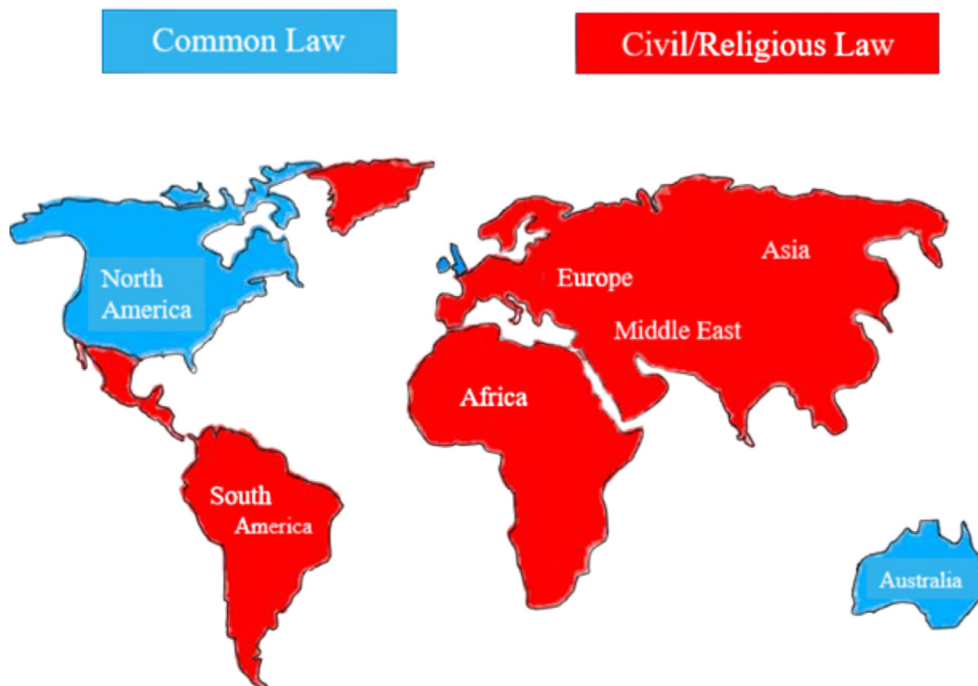 Common Law
Civil/Religious Law
North
America
Europe
Asia
Middle East
Africa
South
America
Australia